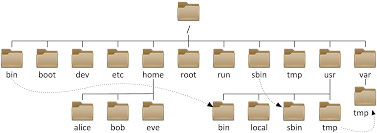 /
bin boot dev etc home root run sbin tmp usr var
tmp
alice bob eve bin local sbin tmp